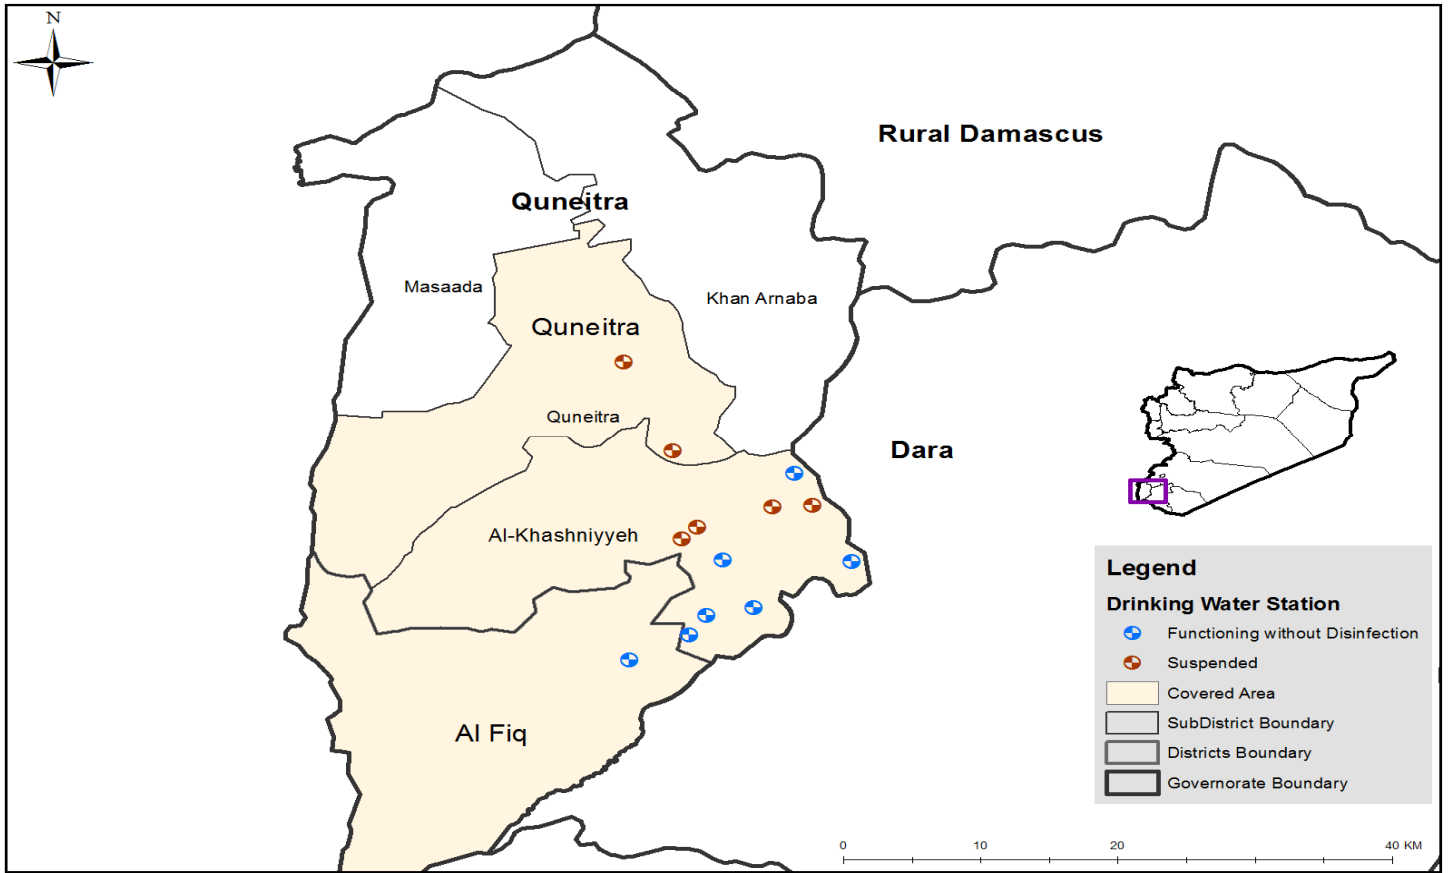 N
Rural Damascus
Quneitra
Masaada
Khan Arnaba
Quneitra
Quneitra
Dara
Al-Khashniyyeh
Al Fiq
Legend
Drinking Water Station
Functioning without Disinfection
Suspended
Covered Area
SubDistrict Boundary
Districts Boundary
Governorate Boundary
0 10 20 40 KM